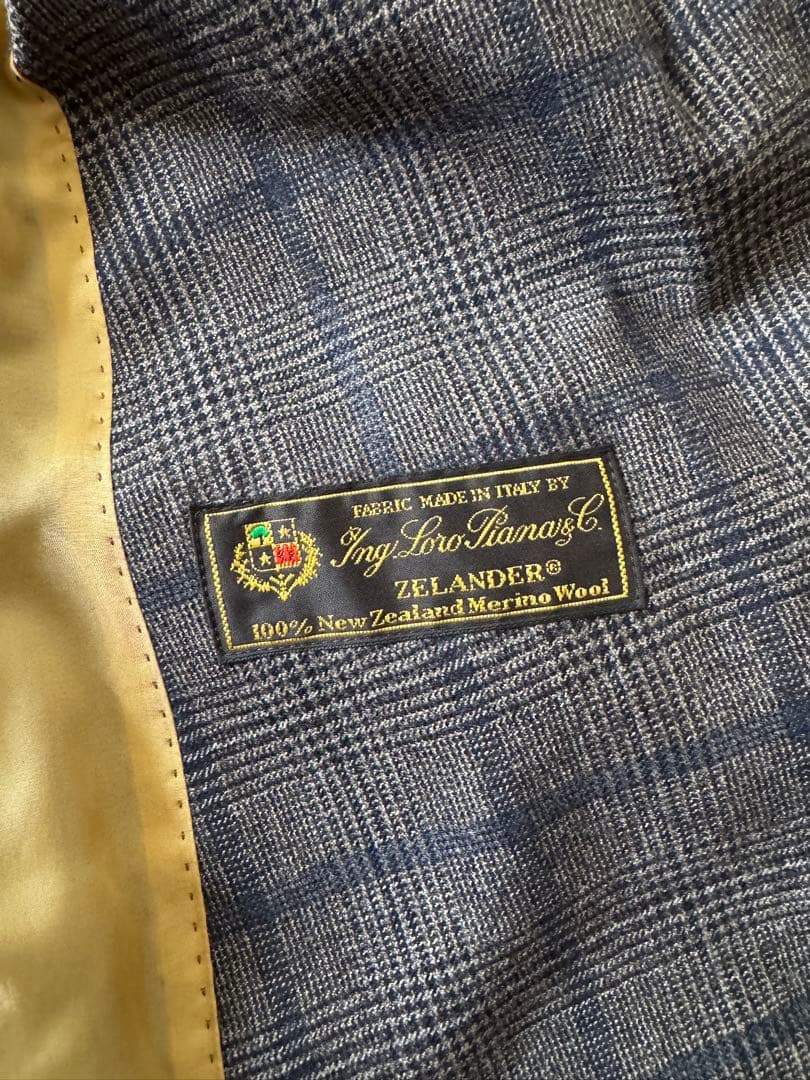 FABRIC MADE IN ITALY BY
Ing. Loro Piana & C.
ZELANDER®
100% New Zealand Merino Wool